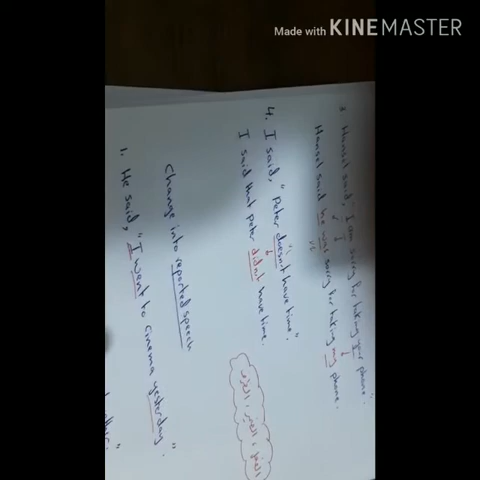 Made with KINEMASTER
3 Hansel said, "I am sorry for taking your phone."
I
Hansel said he was sorry for taking my phone.
4. I said, "Peter doesn't have time."
I said that Peter didn't have time.
Change into reported speech
1. He said, "I went to cinema yesterday."